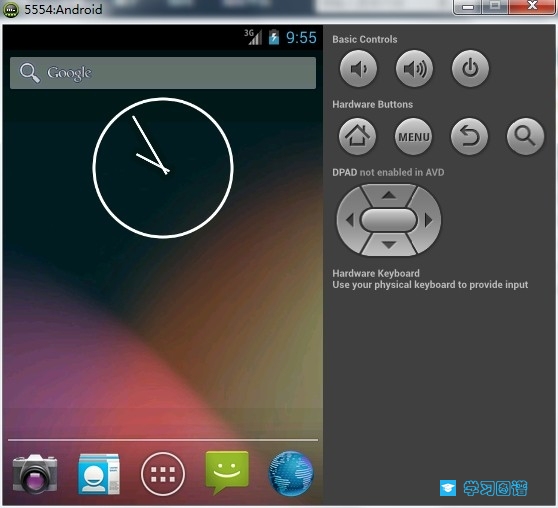 5554:Android
3G 9:55
Google
Basic Controls
Hardware Buttons
MENU
DPAD not enabled in AVD
Hardware Keyboard
Use your physical keyboard to provide input
学习图谱